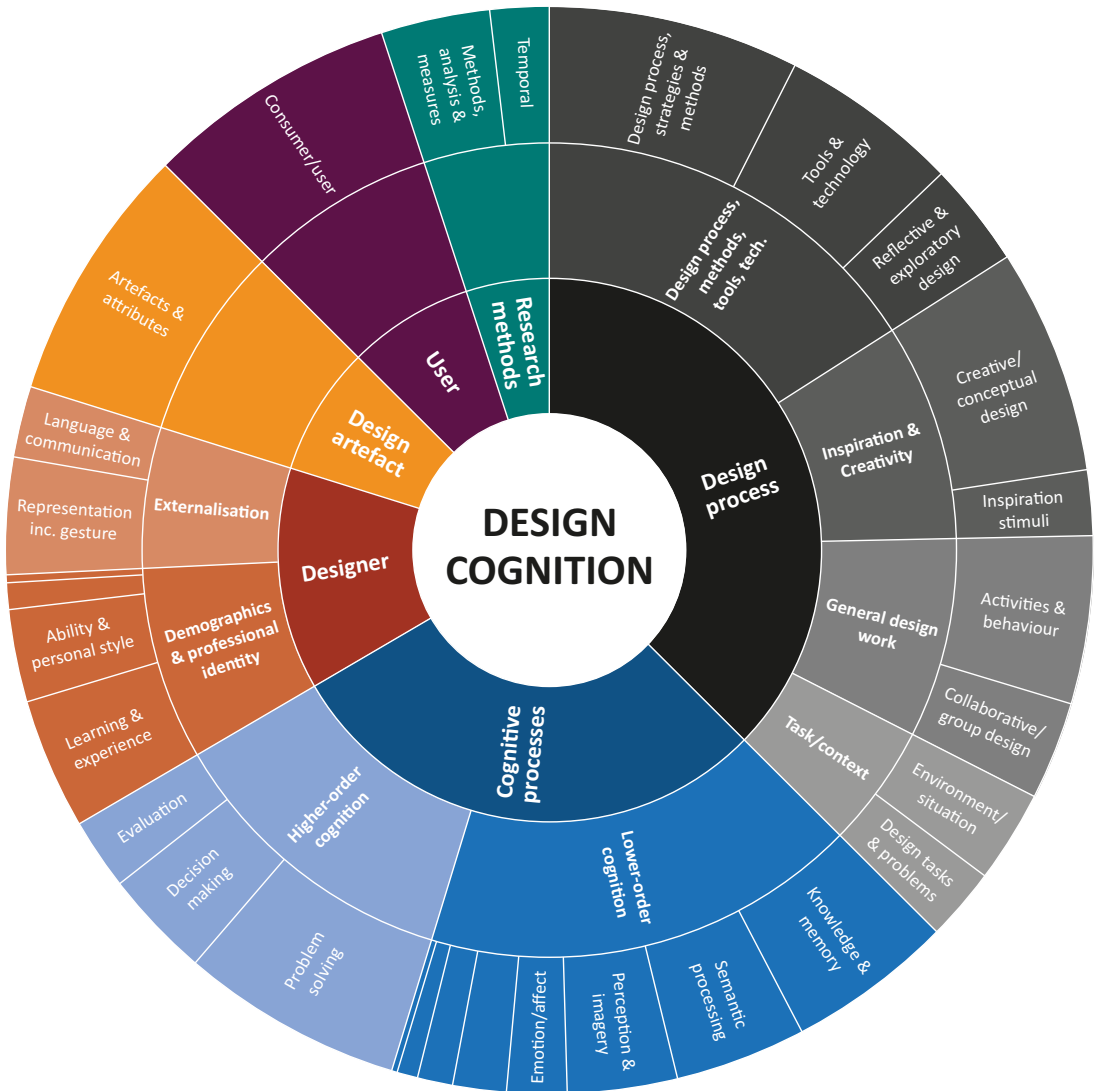 DESIGN
COGNITION
Design
process
Design process,
methods,
tools, tech.
Design process,
strategies &
methods
Tools &
technology
Reflective &
exploratory
design
Inspiration &
Creativity
Creative/
conceptual
design
Inspiration
stimuli
General design
work
Activities &
behaviour
Collaborative/
group design
Task/context
Environment/
situation
Design tasks
& problems
Cognitive
processes
Lower-order
cognition
Knowledge &
memory
Semantic
processing
Perception &
imagery
Emotion/affect
Higher-order
cognition
Problem
solving
Decision
making
Evaluation
Designer
Demographics
& professional
identity
Learning &
experience
Ability &
personal style
Externalisation
Representation
inc. gesture
Language &
communication
Design
artefact
Artefacts &
attributes
User
Consumer/user
Research
methods
Methods,
analysis &
measures
Temporal